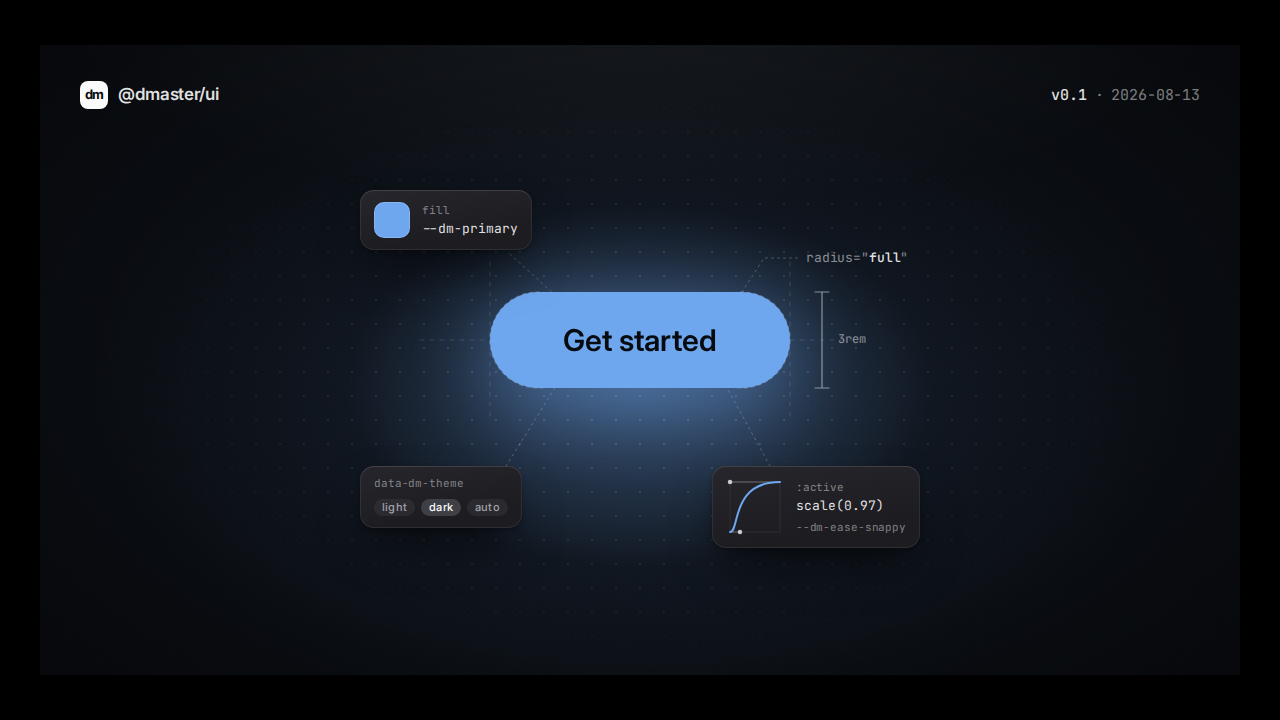 dm @dmaster/ui
v0.1 · 2026-08-13
fill
--dm-primary
radius="full"
Get started
3rem
data-dm-theme
light dark auto
:active
scale(0.97)
--dm-ease-snappy